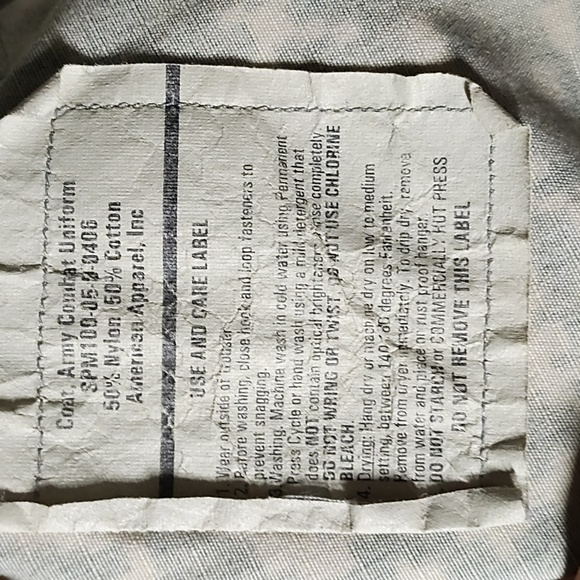 Coat, Army Combat Uniform
SPM100-05-D-0406
50% Nylon /50% Cotton
American Apparel, Inc
USE AND CARE LABEL
1. Wear outside of trouser.
2. Before washing, close hook and loop fasteners to
prevent snagging.
3. Washing: Machine wash in cold water using Permanent
Press Cycle or hand wash using a mild detergent that
does NOT contain optical brighteners. Rinse completely.
DO NOT WRING OR TWIST. DO NOT USE CHLORINE
BLEACH.
4. Drying: Hang dry or machine dry on low to medium
setting, between 140 - degrees Fahrenheit.
Remove from dryer immediately. To drip dry, remove
from water and place on rust proof hanger.
DO NOT STARCH or COMMERCIALLY HOT PRESS
DO NOT REMOVE THIS LABEL